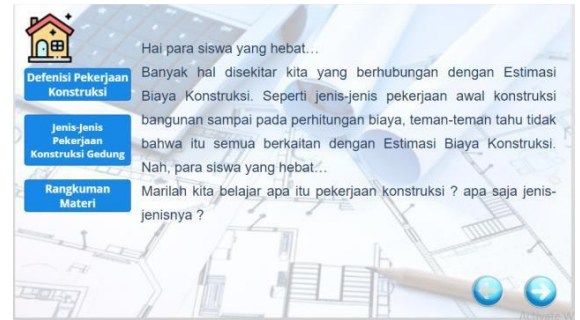 Hai para siswa yang hebat…
Banyak hal disekitar kita yang berhubungan dengan Estimasi
Biaya Konstruksi. Seperti jenis-jenis pekerjaan awal konstruksi
bangunan sampai pada perhitungan biaya, teman-teman tahu tidak
bahwa itu semua berkaitan dengan Estimasi Biaya Konstruksi.
Nah, para siswa yang hebat…
Marilah kita belajar apa itu pekerjaan konstruksi ? apa saja jenis-
jenisnya ?
Defenisi Pekerjaan
Konstruksi
Jenis-Jenis
Pekerjaan
Konstruksi Gedung
Rangkuman
Materi
Activate W